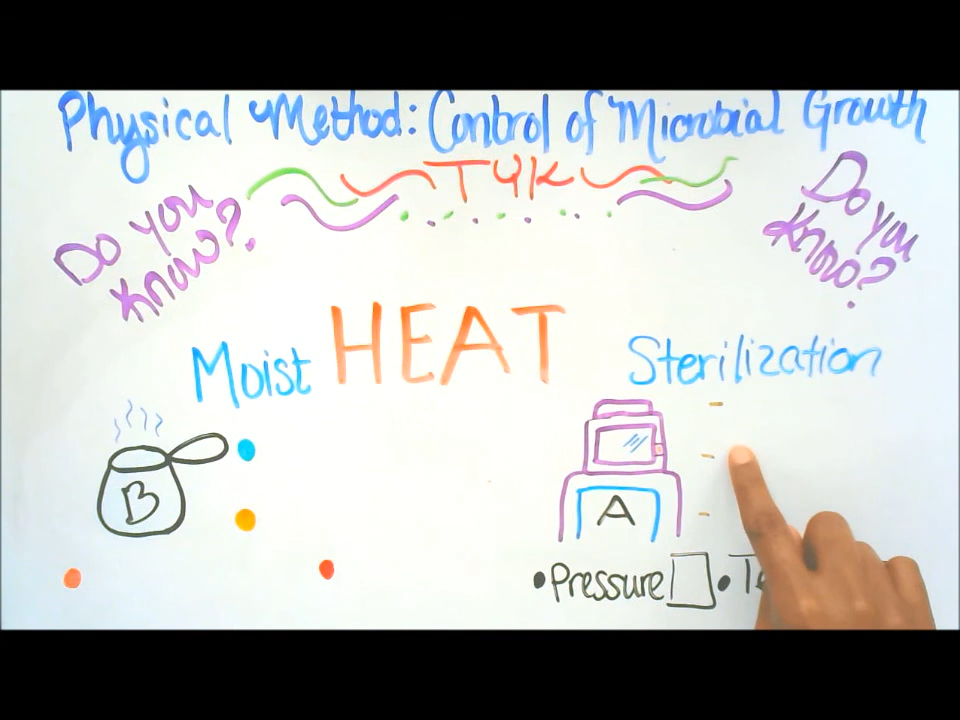 Physical Method: Control of Microbial Growth
TYK
Do you
know?
Do you
know?
Moist HEAT Sterilization
B
A
•Pressure •